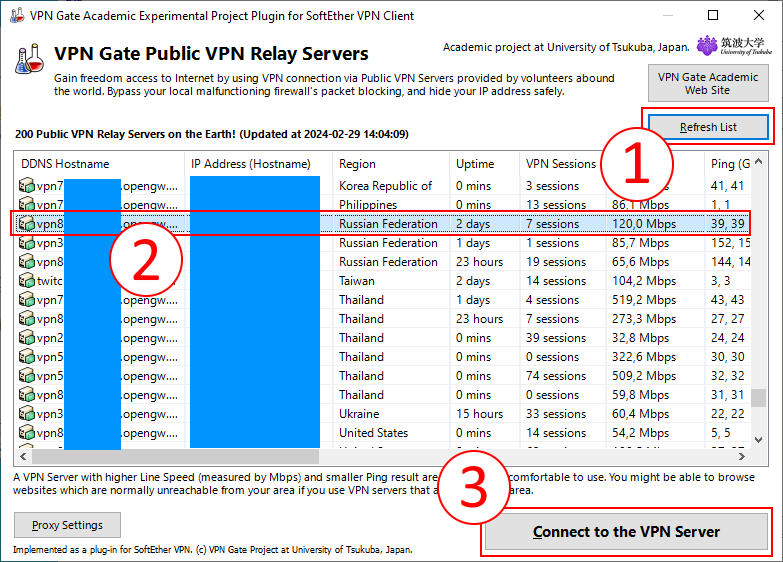 VPN Gate Academic Experimental Project Plugin for SoftEther VPN Client
VPN Gate Public VPN Relay Servers
Academic project at University of Tsukuba, Japan.
筑波大学
University of Tsukuba
Gain freedom access to Internet by using VPN connection via Public VPN Servers provided by volunteers abound
the world. Bypass your local malfunctioning firewall's packet blocking, and hide your IP address safely.
VPN Gate Academic
Web Site
200 Public VPN Relay Servers on the Earth! (Updated at 2024-02-29 14:04:09)
Refresh List
1
DDNS Hostname IP Address (Hostname) Region Uptime VPN Sessions Ping (G
vpn7 .opengw.... Korea Republic of 0 mins 3 sessions 41, 41
vpn7 .opengw.... Philippines 0 mins 13 sessions 86,1 Mbps 1, 1
vpn8 .opengw.... Russian Federation 2 days 7 sessions 120,0 Mbps 39, 39
vpn3 Russian Federation 1 days 1 sessions 85,7 Mbps 152, 15
vpn8 Russian Federation 23 hours 19 sessions 65,6 Mbps 144, 14
twitc Taiwan 2 days 14 sessions 104,2 Mbps 3, 3
vpn7 .opengw.... Thailand 1 days 4 sessions 519,2 Mbps 43, 43
vpn8 .opengw.... Thailand 23 hours 7 sessions 273,3 Mbps 27, 27
vpn2 .opengw.... Thailand 0 mins 39 sessions 32,8 Mbps 24, 24
vpn5 .opengw.... Thailand 0 mins 0 sessions 322,6 Mbps 30, 30
vpn5 .opengw.... Thailand 0 mins 74 sessions 509,2 Mbps 32, 32
vpn8 .opengw.... Thailand 0 mins 0 sessions 59,8 Mbps 31, 31
vpn3 .opengw.... Ukraine 15 hours 33 sessions 60,4 Mbps 22, 22
vpn8 .opengw.... United States 0 mins 14 sessions 54,2 Mbps 5, 5
2
A VPN Server with higher Line Speed (measured by Mbps) and smaller Ping result are comfortable to use. You might be able to browse
websites which are normally unreachable from your area if you use VPN servers that area.
3
Proxy Settings
Connect to the VPN Server
Implemented as a plug-in for SoftEther VPN. (c) VPN Gate Project at University of Tsukuba, Japan.